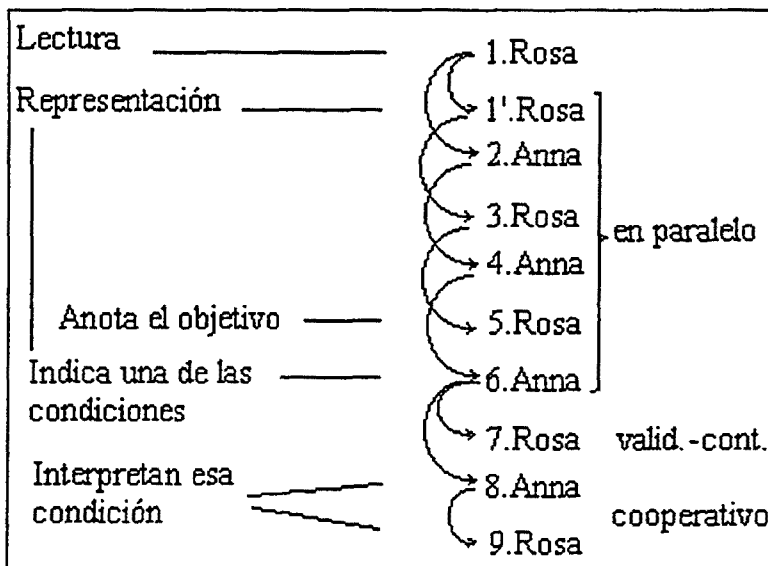 Lectura
1.Rosa
Representación
1'.Rosa
2.Anna
3.Rosa
en paralelo
4.Anna
Anota el objetivo
5.Rosa
Indica una de las
condiciones
6.Anna
7.Rosa valid.-cont.
Interpretan esa
condición
8.Anna
cooperativo
9.Rosa